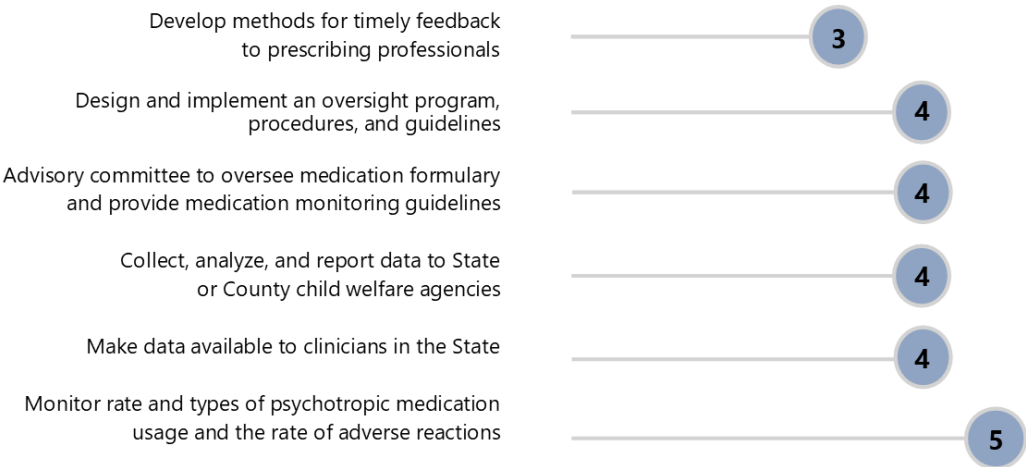 Develop methods for timely feedback
to prescribing professionals
3
Design and implement an oversight program,
procedures, and guidelines
4
Advisory committee to oversee medication formulary
and provide medication monitoring guidelines
4
Collect, analyze, and report data to State
or County child welfare agencies
4
Make data available to clinicians in the State
4
Monitor rate and types of psychotropic medication
usage and the rate of adverse reactions
5